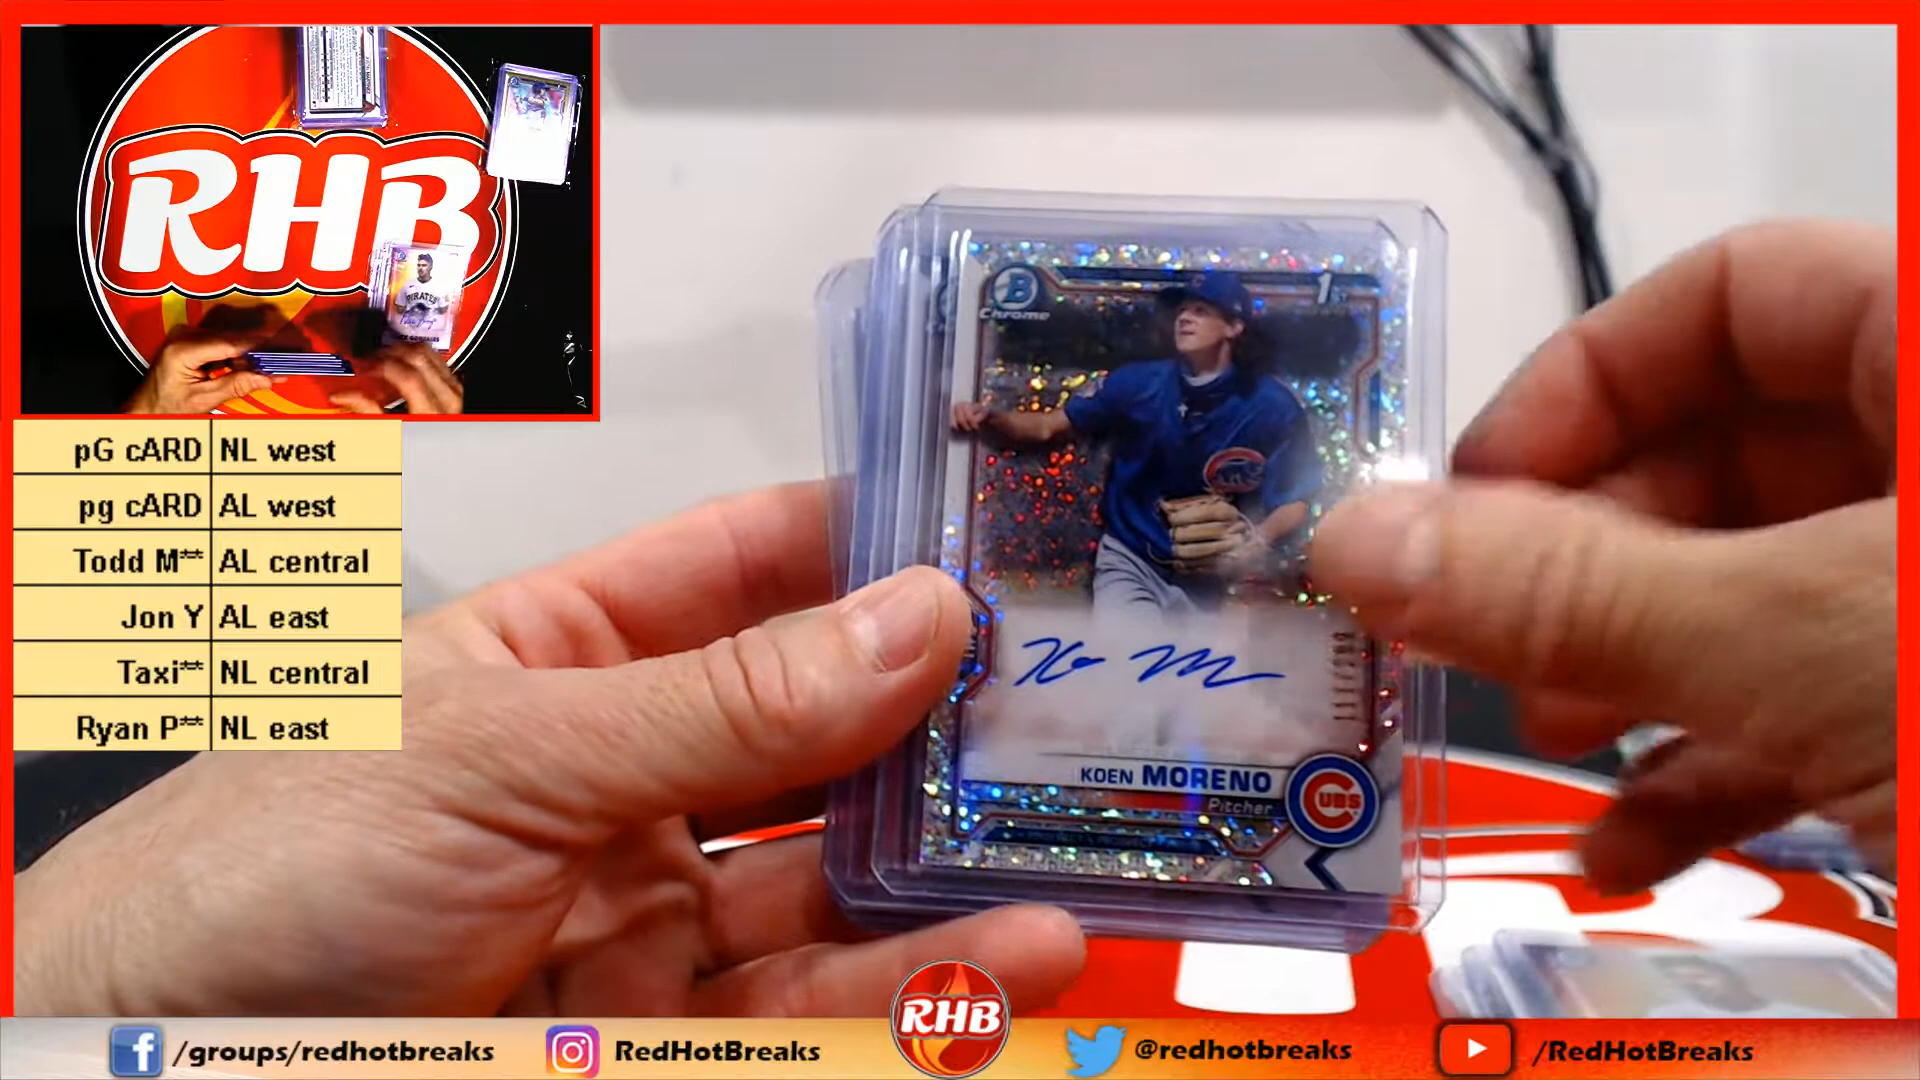 RHB
PIRATES
pG cARD NL west
pg cARD AL west
Todd M** AL central
Jon Y AL east
Taxi** NL central
Ryan P** NL east
B
Chrome
1ST
KOEN MORENO
Pitcher
CUBS
RHB
/groups/redhotbreaks
RedHotBreaks
@redhotbreaks
/RedHotBreaks